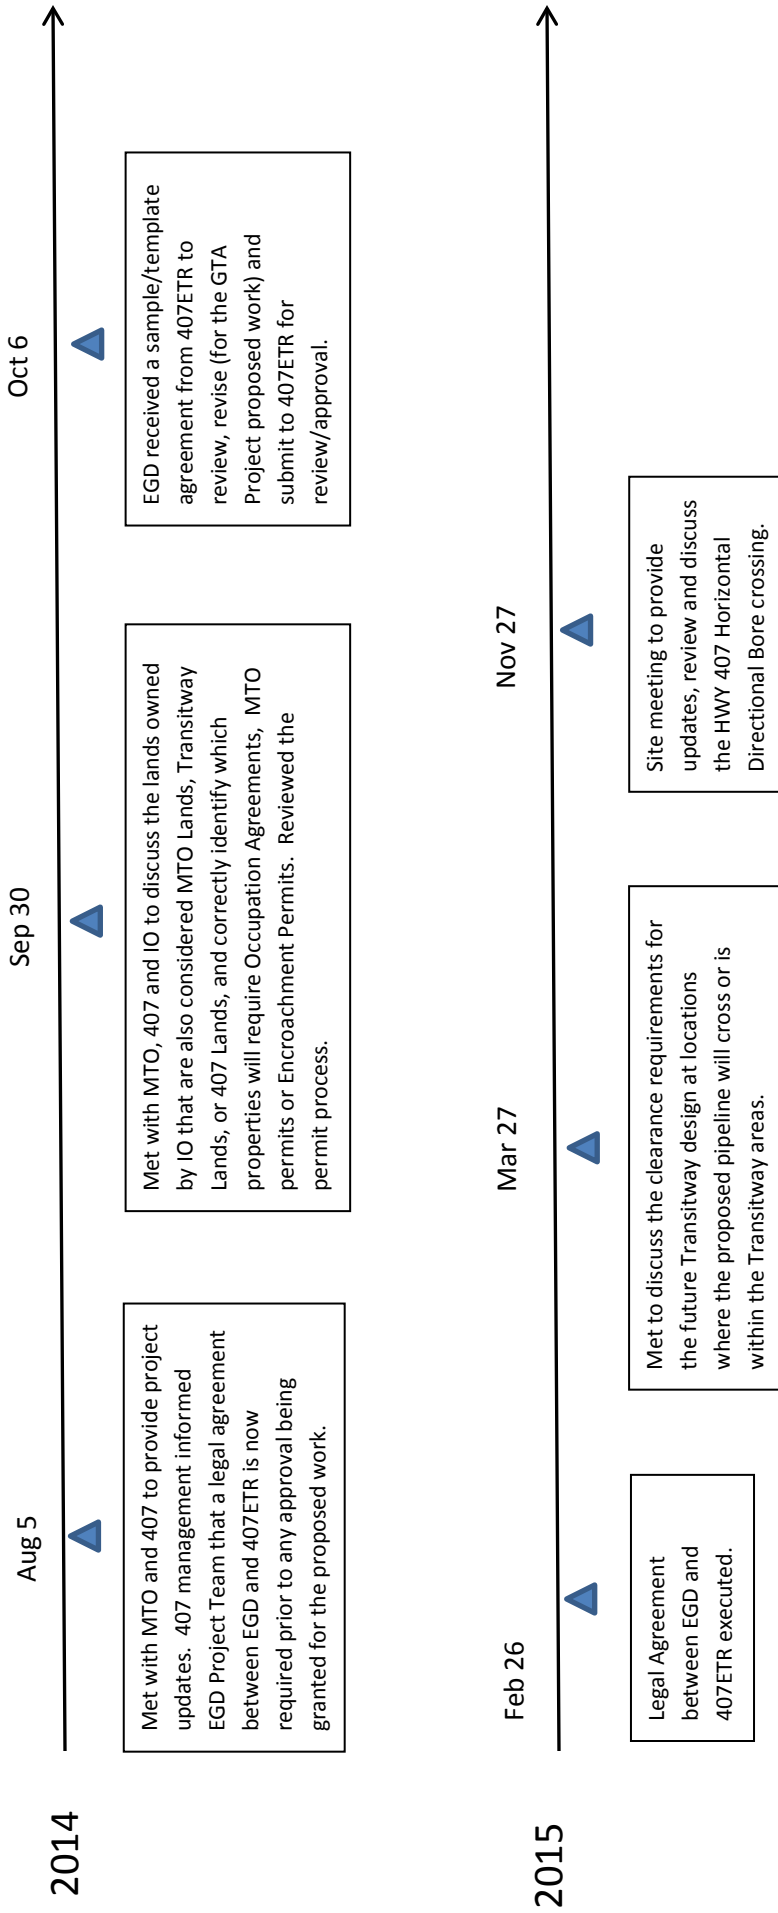 2014
Aug 5
Met with MTO and 407 to provide project
updates.  407 management informed
EGD Project Team that a legal agreement
between EGD and 407ETR is now
required prior to any approval being
granted for the proposed work.
Sep 30
Met with MTO, 407 and IO to discuss the lands owned
by IO that are also considered MTO Lands, Transitway
Lands, or 407 Lands, and correctly identify which
properties will require Occupation Agreements,  MTO
permits or Encroachment Permits.  Reviewed the
permit process.
Oct 6
EGD received a sample/template
agreement from 407ETR to
review, revise (for the GTA
Project proposed work) and
submit to 407ETR for
review/approval.
2015
Feb 26
Legal Agreement
between EGD and
407ETR executed.
Mar 27
Met to discuss the clearance requirements for
the future Transitway design at locations
where the proposed pipeline will cross or is
within the Transitway areas.
Nov 27
Site meeting to provide
updates, review and discuss
the HWY 407 Horizontal
Directional Bore crossing.